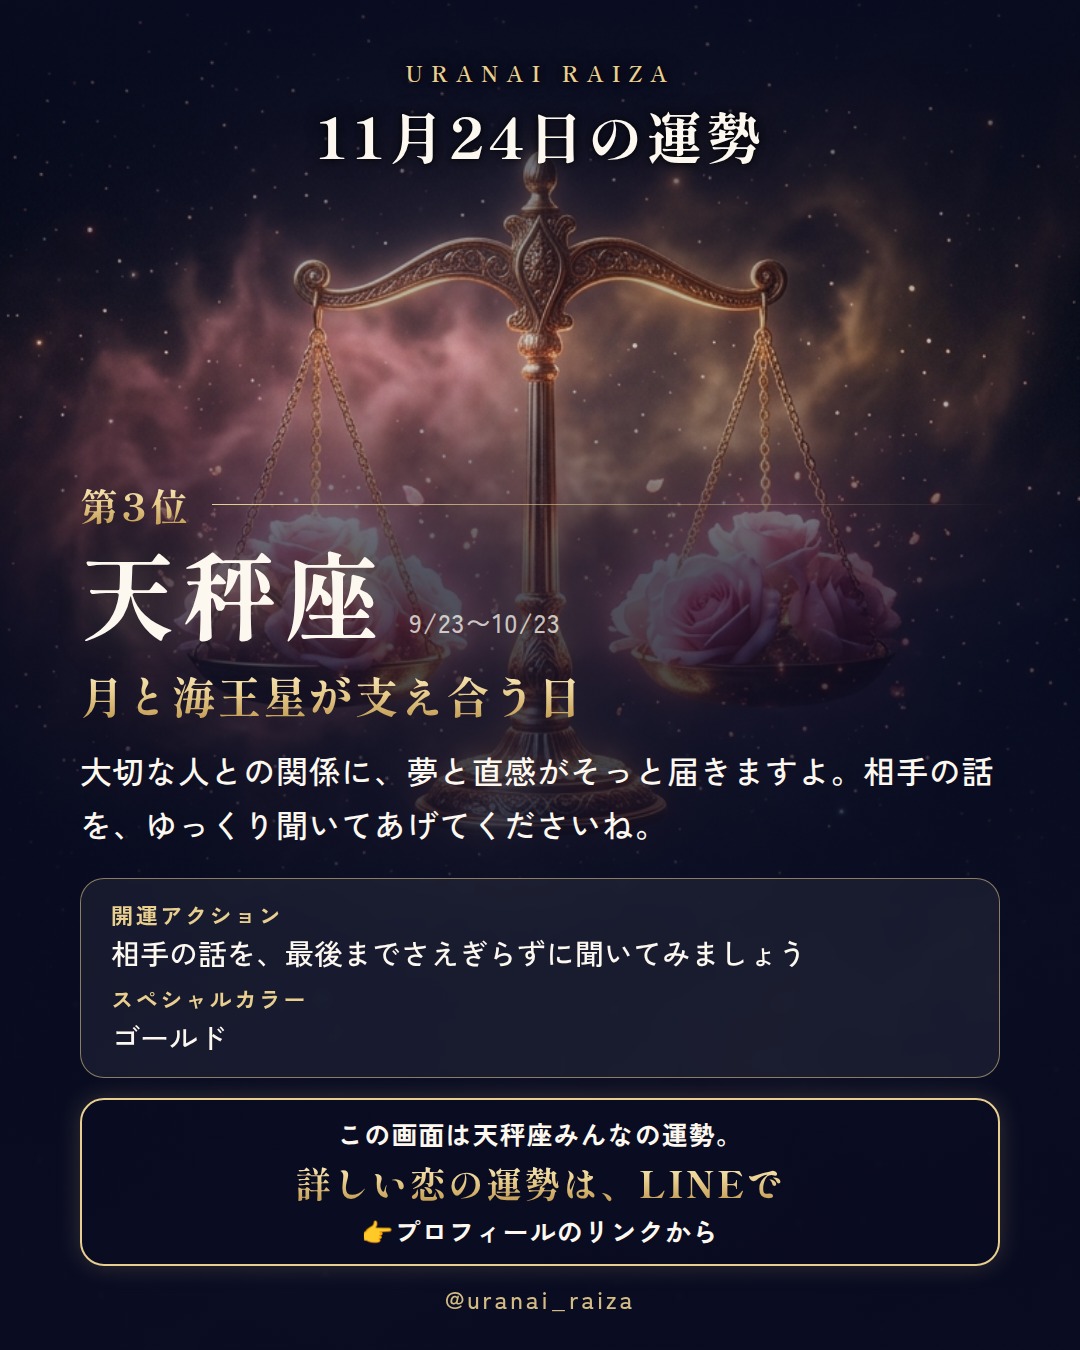 URANAI RAIZA
11月24日の運勢
第3位
天秤座 9/23〜10/23
月と海王星が支え合う日
大切な人との関係に、夢と直感がそっと届きますよ。相手の話
を、ゆっくり聞いてあげてくださいね。
開運アクション
相手の話を、最後までさえぎらずに聞いてみましょう
スペシャルカラー
ゴールド
この画面は天秤座みんなの運勢。
詳しい恋の運勢は、LINEで
👉プロフィールのリンクから
@uranai_raiza